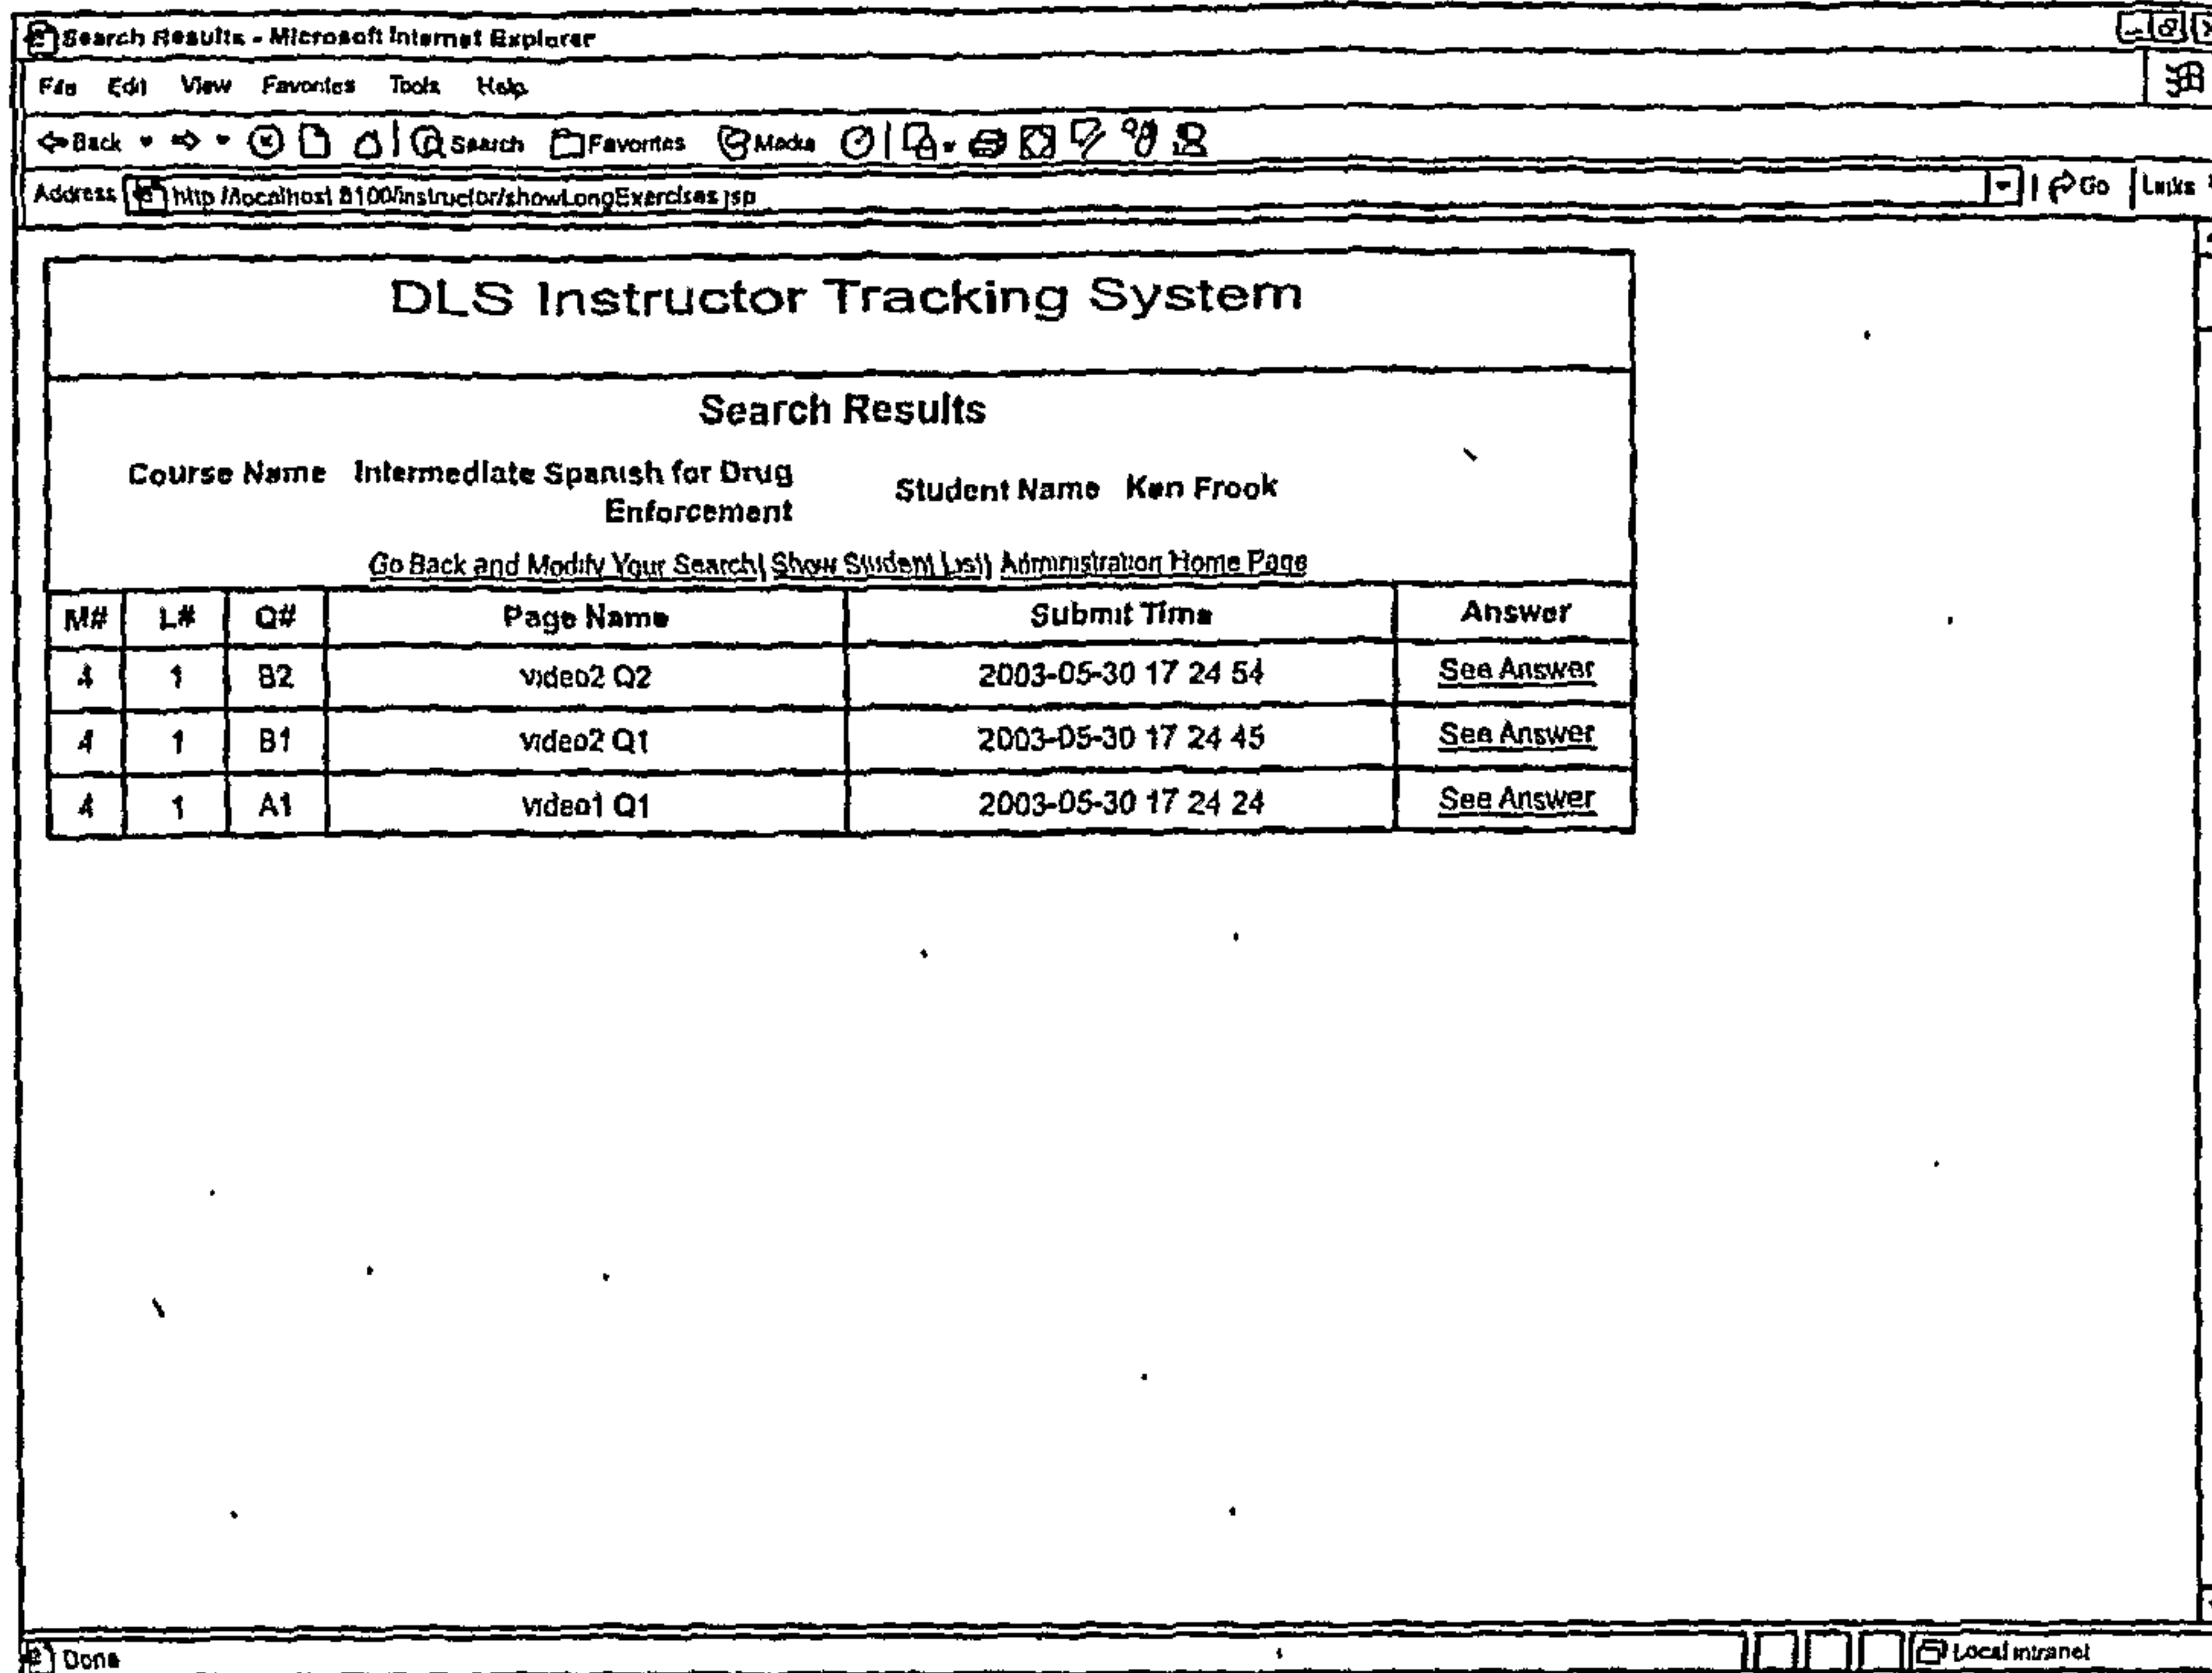 Search Results - Microsoft Internet Explorer
File Edit View Favorites Tools Help
Back Search Favorites Media
Address http //localhost 8100/instructor/showLongExercises jsp Go Links
DLS Instructor Tracking System
Search Results
Course Name Intermediate Spanish for Drug Enforcement Student Name Ken Frook
Go Back and Modify Your Search| Show Student List| Administration Home Page
M# L# Q# Page Name Submit Time Answer
4 1 B2 video2 Q2 2003-05-30 17 24 54 See Answer
4 1 B1 video2 Q1 2003-05-30 17 24 45 See Answer
4 1 A1 video1 Q1 2003-05-30 17 24 24 See Answer
Done Local intranet